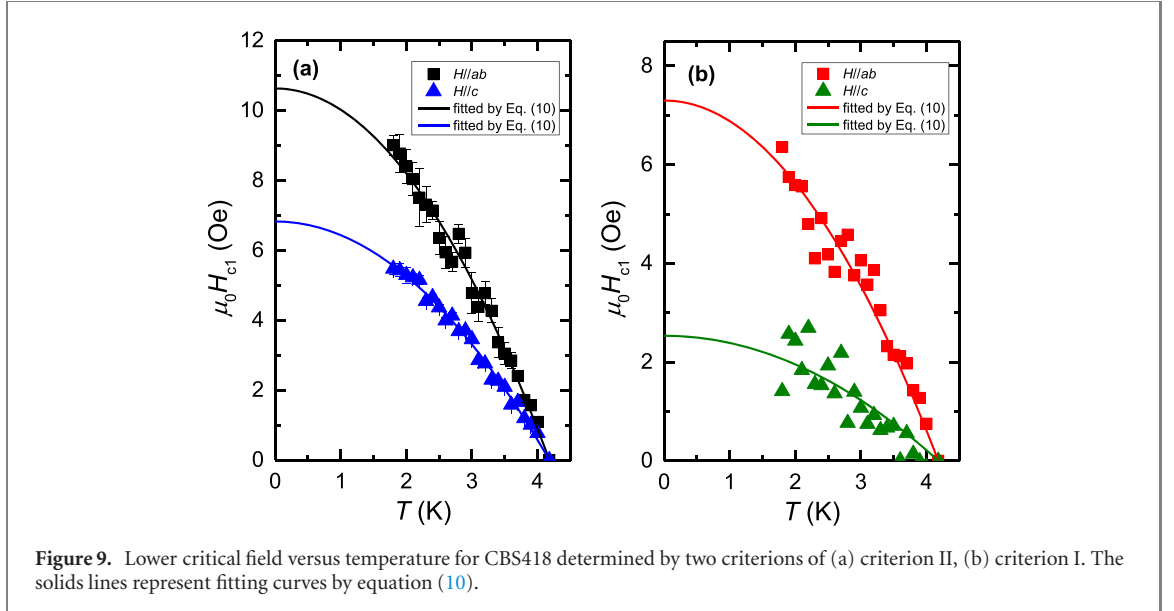 (a)
H//ab
H//c
fitted by Eq. (10)
fitted by Eq. (10)
12
10
8
6
4
2
0
μ0Hc1 (Oe)
0 1 2 3 4
T (K)
(b)
H//ab
H//c
fitted by Eq. (10)
fitted by Eq. (10)
8
6
4
2
0
μ0Hc1 (Oe)
0 1 2 3 4
T (K)
Figure 9. Lower critical field versus temperature for CBS418 determined by two criterions of (a) criterion II, (b) criterion I. The
solids lines represent fitting curves by equation (10).